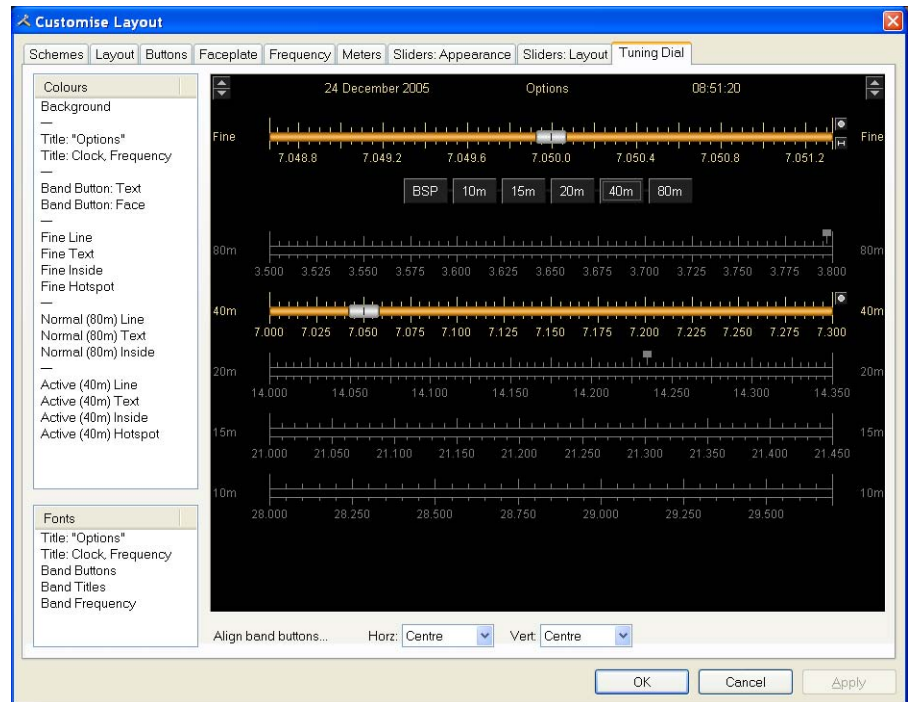 Customise Layout
Schemes Layout Buttons Faceplate Frequency Meters Sliders: Appearance Sliders: Layout Tuning Dial
Colours
Background
—
Title: "Options"
Title: Clock, Frequency
—
Band Button: Text
Band Button: Face
—
Fine Line
Fine Text
Fine Inside
Fine Hotspot
—
Normal (80m) Line
Normal (80m) Text
Normal (80m) Inside
—
Active (40m) Line
Active (40m) Text
Active (40m) Inside
Active (40m) Hotspot
Fonts
Title: "Options"
Title: Clock, Frequency
Band Buttons
Band Titles
Band Frequency
24 December 2005 Options 08:51:20
Fine Fine
7.048.8 7.049.2 7.049.6 7.050.0 7.050.4 7.050.8 7.051.2
BSP 10m 15m 20m 40m 80m
80m 80m
3.500 3.525 3.550 3.575 3.600 3.625 3.650 3.675 3.700 3.725 3.750 3.775 3.800
40m 40m
7.000 7.025 7.050 7.075 7.100 7.125 7.150 7.175 7.200 7.225 7.250 7.275 7.300
20m 20m
14.000 14.050 14.100 14.150 14.200 14.250 14.300 14.350
15m 15m
21.000 21.050 21.100 21.150 21.200 21.250 21.300 21.350 21.400 21.450
10m 10m
28.000 28.250 28.500 28.750 29.000 29.250 29.500
Align band buttons... Horz: Centre Vert: Centre
OK Cancel Apply